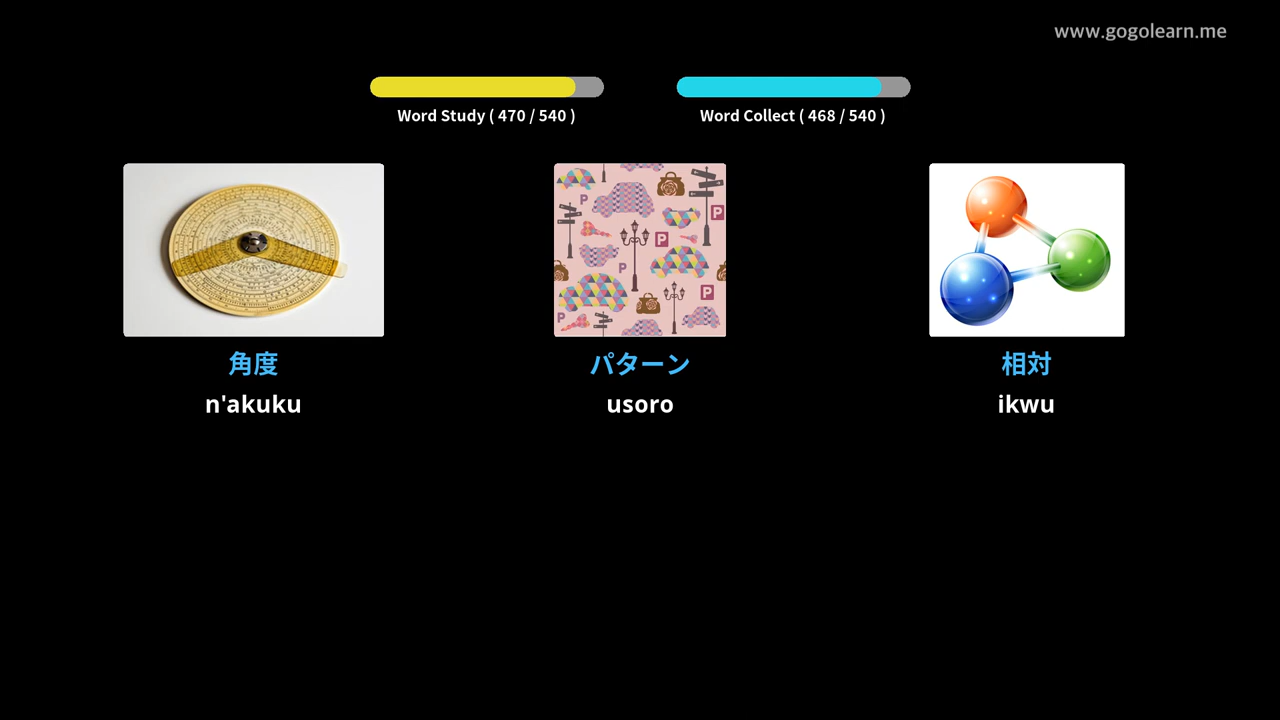 www.gogolearn.me
Word Study ( 470 / 540 )
Word Collect ( 468 / 540 )
P
P
P
P
P
P
角度
パターン
相対
n'akuku
usoro
ikwu